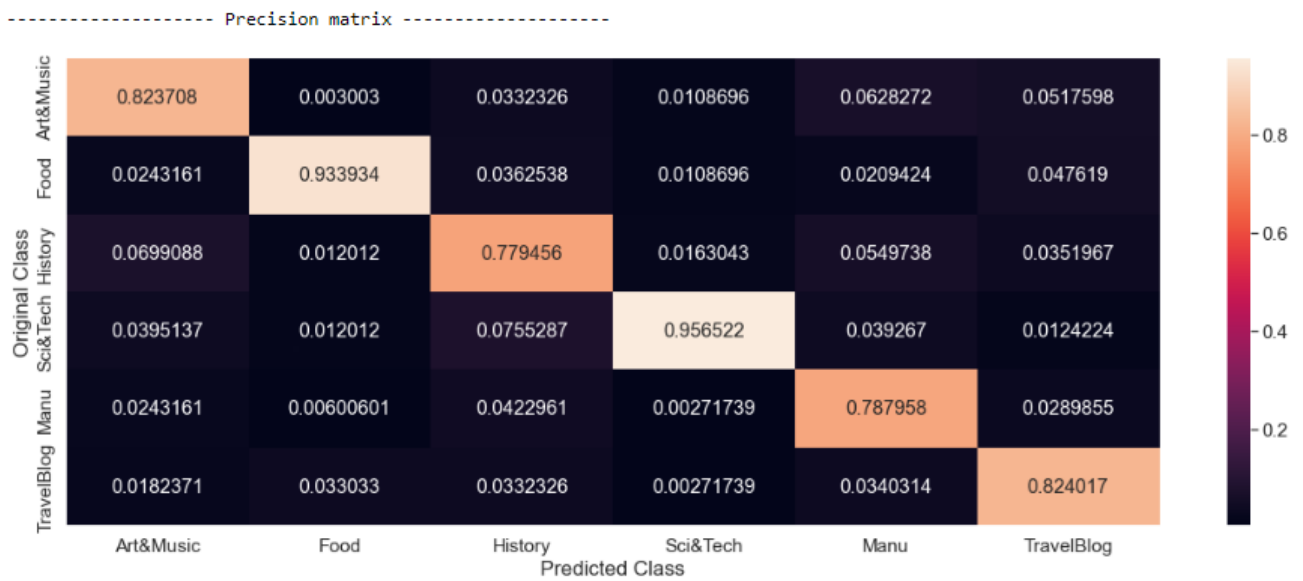 -------------------- Precision matrix --------------------
Art&Music 0.823708 0.003003 0.0332326 0.0108696 0.0628272 0.0517598
Food 0.0243161 0.933934 0.0362538 0.0108696 0.0209424 0.047619
History 0.0699088 0.012012 0.779456 0.0163043 0.0549738 0.0351967
Sci&Tech 0.0395137 0.012012 0.0755287 0.956522 0.039267 0.0124224
Manu 0.0243161 0.00600601 0.0422961 0.00271739 0.787958 0.0289855
TravelBlog 0.0182371 0.033033 0.0332326 0.00271739 0.0340314 0.824017
Original Class
Art&Music Food History Sci&Tech Manu TravelBlog
Predicted Class
0.8
0.6
0.4
0.2